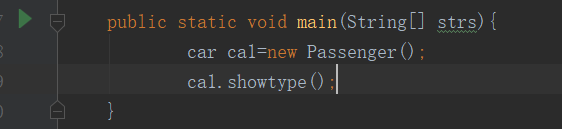 public static void main(String[] strs){
car cal=new Passenger();
cal.showtype();
}